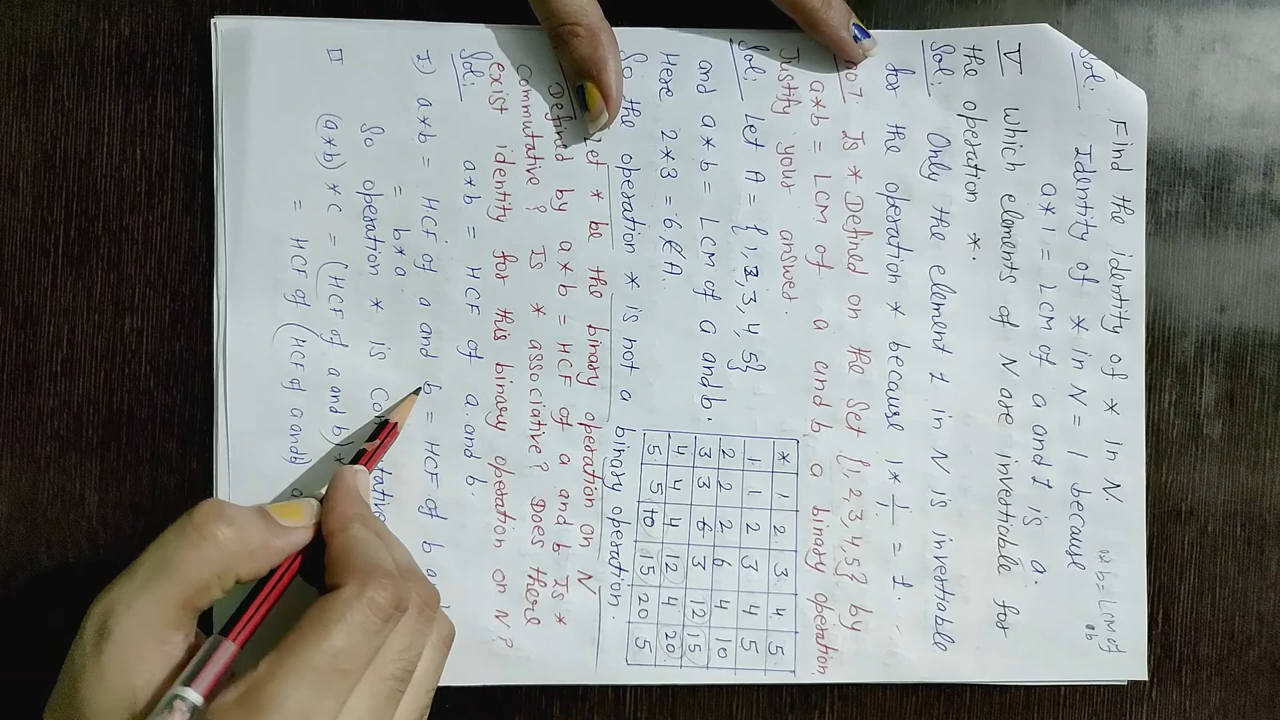 Find the identity of * in N
a*b = LCM of
ab
Sol. Identity of * in N = 1 because
a*1 = LCM of a and 1 is a.
V Which elements of N are invertiable for
the operation *.
Sol: Only the element 1 in N is invertiable
for the operation * because 1*1/1 = 1.
no7. Is * Defined on the Set {1,2,3,4,5} by
a*b = LCM of a and b, a binary operation
Justify your answer.
Sol: Let A = {1,2,3,4,5}
and a*b = LCM of a and b.
Here 2*3 = 6 ∉ A.
So the operation * is not a binary operation.
* 1 2 3 4 5
1 1 2 3 4 5
2 2 2 6 4 10
3 3 6 3 12 15
4 4 4 12 4 20
5 5 10 15 20 5
Let * be the binary operation on N
Defined by a*b = HCF of a and b Is *
commutative? Is * associative? Does there
exist identity for this binary operation on N?
Sol: a*b = HCF of a and b.
I) a*b = HCF of a and b = HCF of b a
= b*a.
So operation * is
II (a*b)*c = (HCF of a and b) *
= HCF of (HCF of a and b)